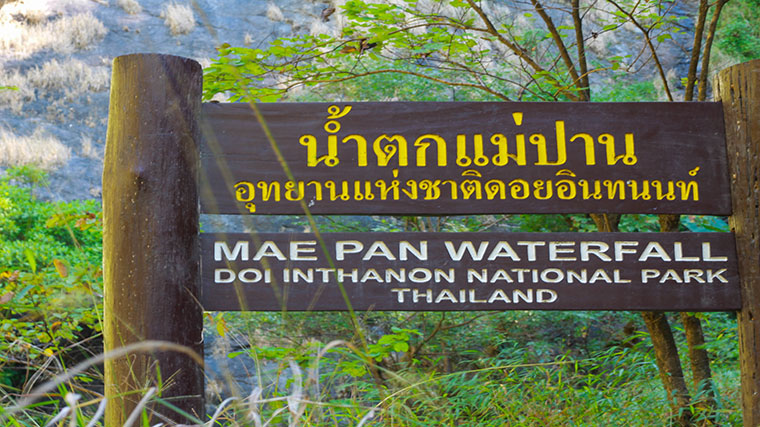 น้ำตกแม่ปาน
อุทยานแห่งชาติดอยอินทนนท์
MAE PAN WATERFALL
DOI INTHANON NATIONAL PARK
THAILAND